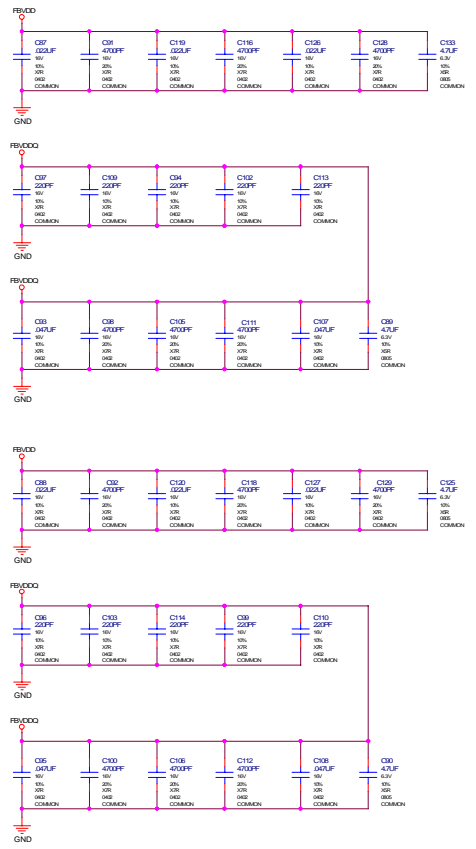 FBVDD
C87 C91 C119 C116 C126 C128 C133
.022UF 4700PF .022UF 4700PF .022UF 4700PF 4.7UF
16V 16V 16V 16V 16V 16V 6.3V
10% 20% 10% 20% 10% 20% 10%
X7R X7R X7R X7R X7R X7R X5R
0402 0402 0402 0402 0402 0402 0805
COMMON COMMON COMMON COMMON COMMON COMMON COMMON
GND
FBVDDQ
C97 C109 C94 C102 C113
220PF 220PF 220PF 220PF 220PF
16V 16V 16V 16V 16V
10% 10% 10% 10% 10%
X7R X7R X7R X7R X7R
0402 0402 0402 0402 0402
COMMON COMMON COMMON COMMON COMMON
GND
FBVDDQ
C93 C98 C105 C111 C107 C89
.047UF 4700PF 4700PF 4700PF .047UF 4.7UF
16V 16V 16V 16V 16V 6.3V
10% 20% 20% 20% 10% 10%
X7R X7R X7R X7R X7R X5R
0402 0402 0402 0402 0402 0805
COMMON COMMON COMMON COMMON COMMON COMMON
GND
FBVDD
C88 C92 C120 C118 C127 C129 C125
.022UF 4700PF .022UF 4700PF .022UF 4700PF 4.7UF
16V 16V 16V 16V 16V 16V 6.3V
10% 20% 10% 20% 10% 20% 10%
X7R X7R X7R X7R X7R X7R X5R
0402 0402 0402 0402 0402 0402 0805
COMMON COMMON COMMON COMMON COMMON COMMON COMMON
GND
FBVDDQ
C96 C103 C114 C99 C110
220PF 220PF 220PF 220PF 220PF
16V 16V 16V 16V 16V
10% 10% 10% 10% 10%
X7R X7R X7R X7R X7R
0402 0402 0402 0402 0402
COMMON COMMON COMMON COMMON COMMON
GND
FBVDDQ
C95 C100 C106 C112 C108 C90
.047UF 4700PF 4700PF 4700PF .047UF 4.7UF
16V 16V 16V 16V 16V 6.3V
10% 20% 20% 20% 10% 10%
X7R X7R X7R X7R X7R X5R
0402 0402 0402 0402 0402 0805
COMMON COMMON COMMON COMMON COMMON COMMON
GND